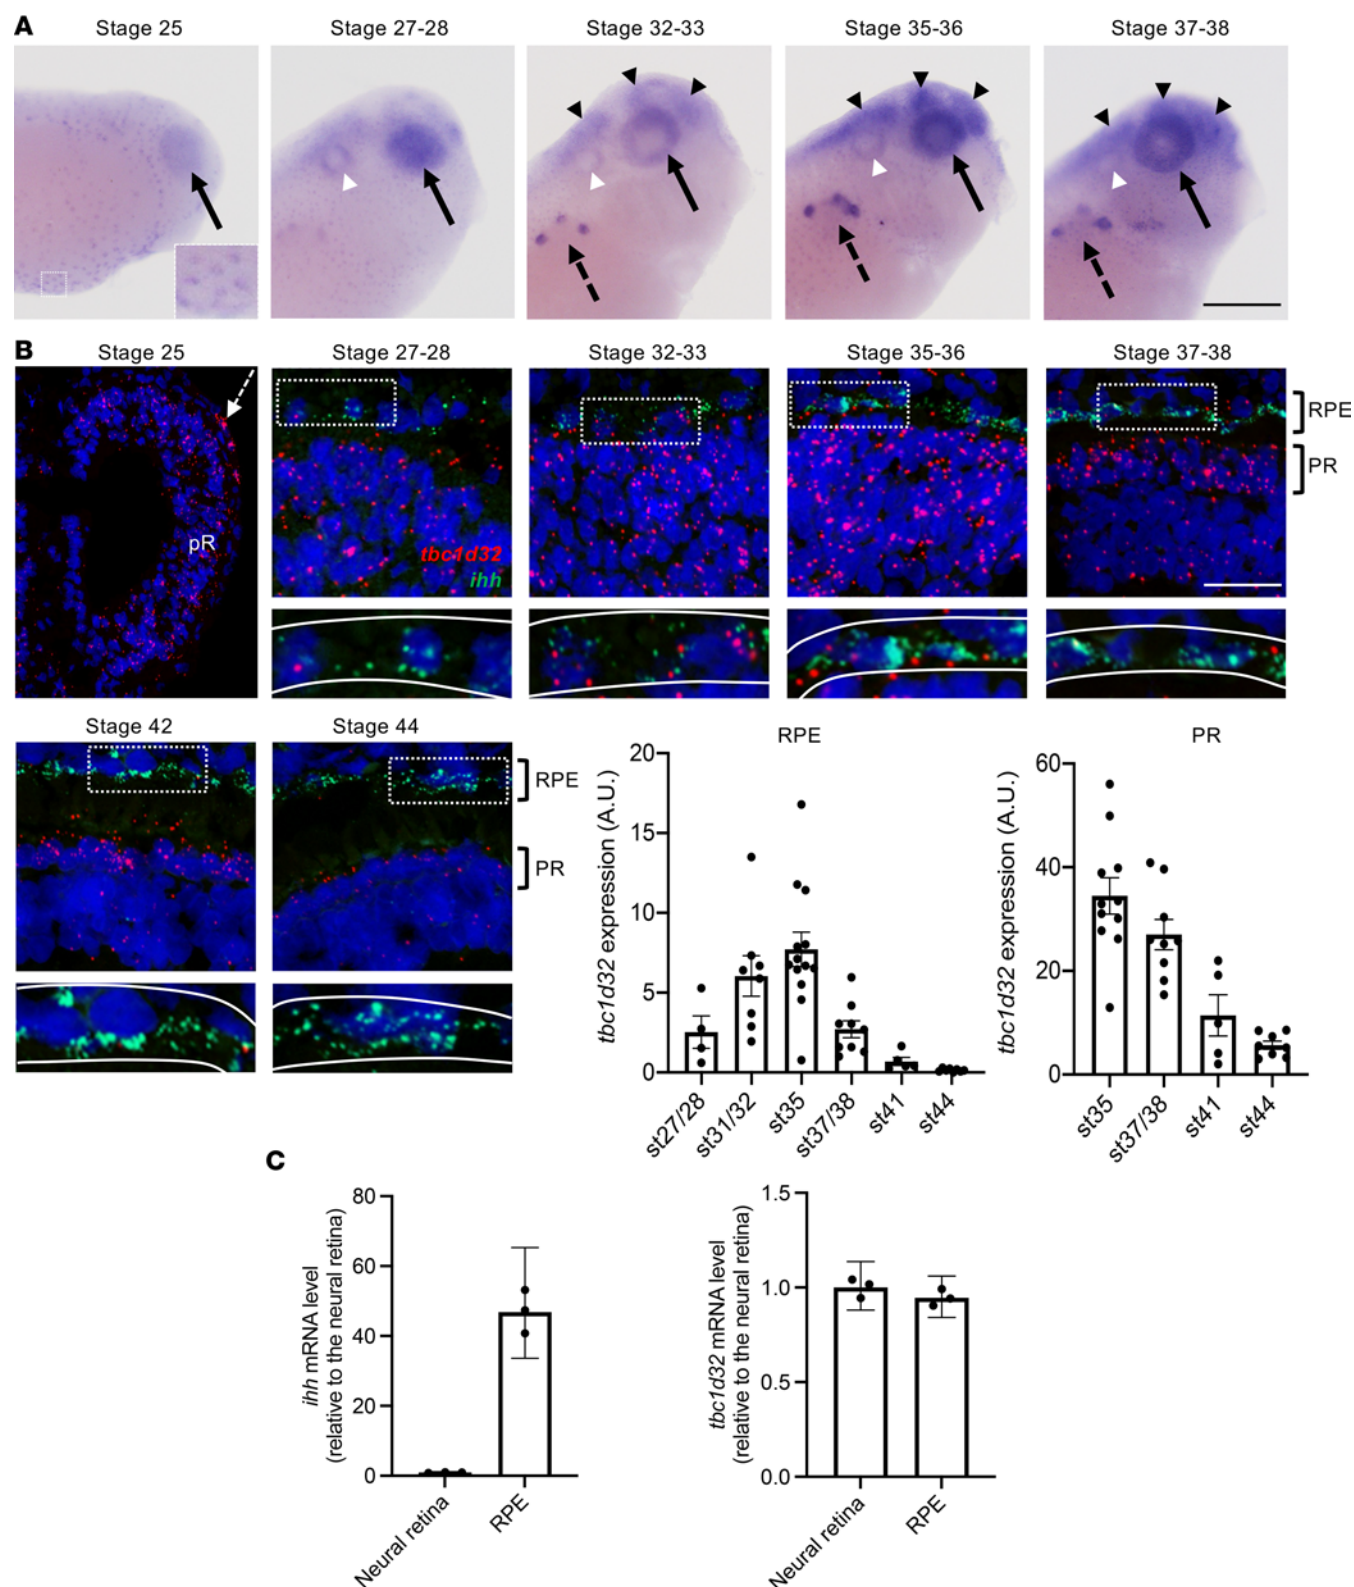 A
Stage 25 Stage 27-28 Stage 32-33 Stage 35-36 Stage 37-38
B
Stage 25 Stage 27-28 Stage 32-33 Stage 35-36 Stage 37-38
RPE
PR
pR
tbc1d32
ihh
Stage 42 Stage 44
RPE
PR
RPE
tbc1d32 expression (A.U.)
20
15
10
5
0
st27/28 st31/32 st35 st37/38 st41 st44
PR
tbc1d32 expression (A.U.)
60
40
20
0
st35 st37/38 st41 st44
C
ihh mRNA level
(relative to the neural retina)
80
60
40
20
0
Neural retina RPE
tbc1d32 mRNA level
(relative to the neural retina)
1.5
1.0
0.5
0.0
Neural retina RPE